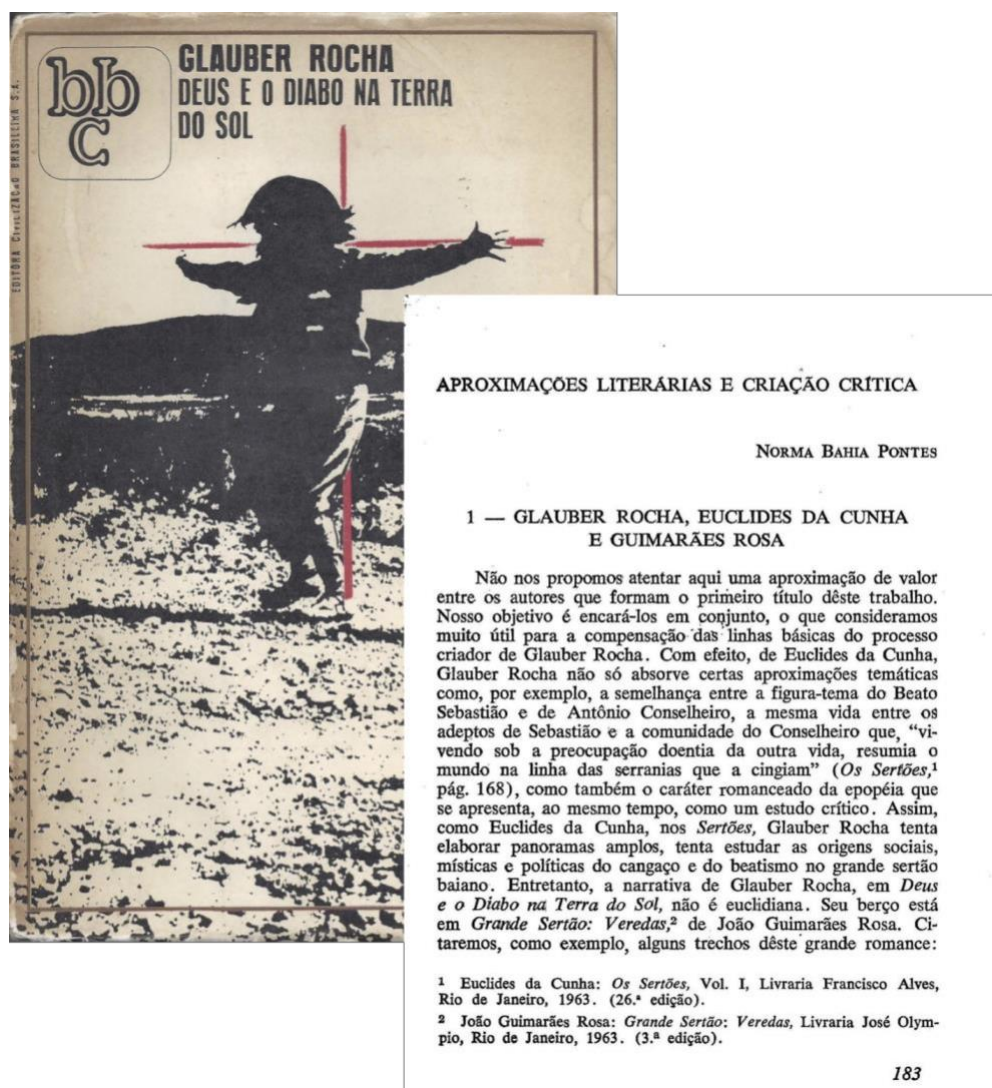 EDITORA CIVILIZAÇÃO BRASILEIRA S.A.
bb
C
GLAUBER ROCHA
DEUS E O DIABO NA TERRA
DO SOL
APROXIMAÇÕES LITERÁRIAS E CRIAÇÃO CRÍTICA
NORMA BAHIA PONTES
1 — GLAUBER ROCHA, EUCLIDES DA CUNHA
E GUIMARÃES ROSA
Não nos propomos atentar aqui uma aproximação de valor
entre os autores que formam o primeiro título dêste trabalho.
Nosso objetivo é encará-los em conjunto, o que consideramos
muito útil para a compensação das linhas básicas do processo
criador de Glauber Rocha. Com efeito, de Euclides da Cunha,
Glauber Rocha não só absorve certas aproximações temáticas
como, por exemplo, a semelhança entre a figura-tema do Beato
Sebastião e de Antônio Conselheiro, a mesma vida entre os
adeptos de Sebastião e a comunidade do Conselheiro que, “vi-
vendo sob a preocupação doentia da outra vida, resumia o
mundo na linha das serranias que a cingiam” (Os Sertões,¹
pág. 168), como também o caráter romanceado da epopéia que
se apresenta, ao mesmo tempo, como um estudo crítico. Assim,
como Euclides da Cunha, nos Sertões, Glauber Rocha tenta
elaborar panoramas amplos, tenta estudar as origens sociais,
místicas e políticas do cangaço e do beatismo no grande sertão
baiano. Entretanto, a narrativa de Glauber Rocha, em Deus
e o Diabo na Terra do Sol, não é euclidiana. Seu berço está
em Grande Sertão: Veredas,² de João Guimarães Rosa. Ci-
taremos, como exemplo, alguns trechos dêste grande romance:
¹ Euclides da Cunha: Os Sertões, Vol. I, Livraria Francisco Alves,
Rio de Janeiro, 1963. (26.ª edição).
² João Guimarães Rosa: Grande Sertão: Veredas, Livraria José Olym-
pio, Rio de Janeiro, 1963. (3.ª edição).
183